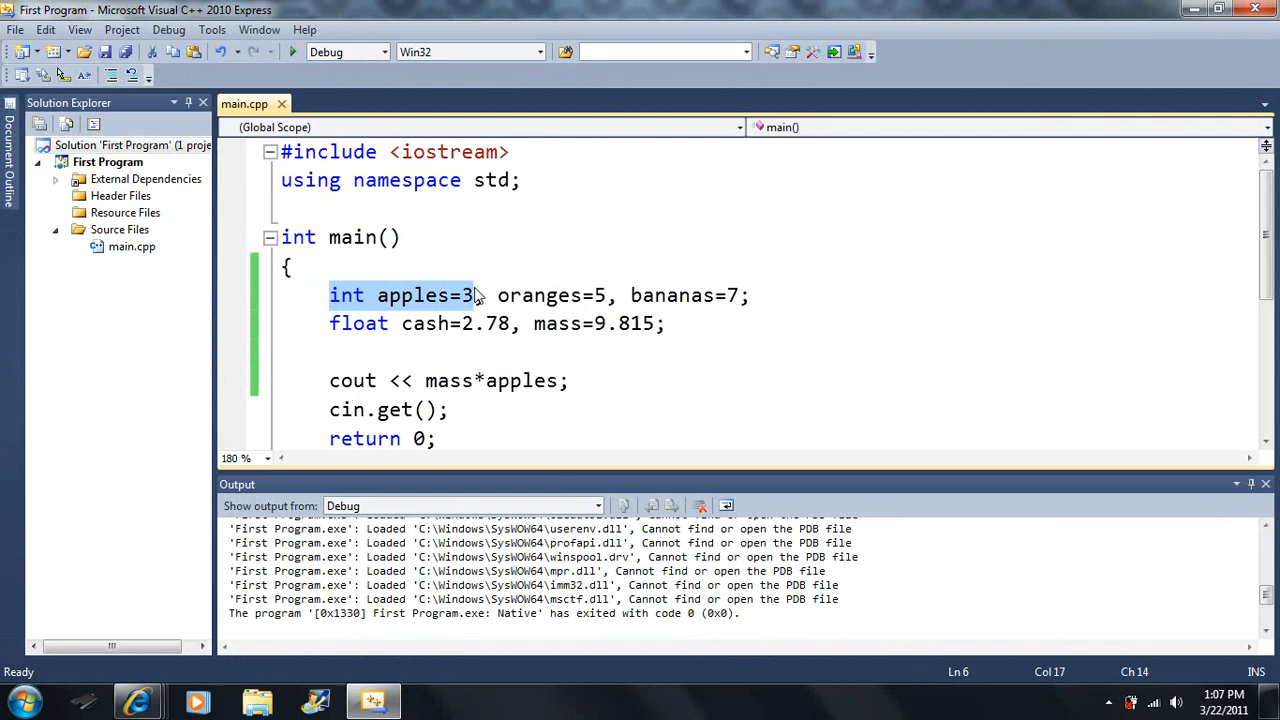 First Program - Microsoft Visual C++ 2010 Express
File Edit View Project Debug Tools Window Help
Debug Win32
Solution Explorer
main.cpp
Document Outline
(Global Scope) main()
Solution 'First Program' (1 proje
First Program
External Dependencies
Header Files
Resource Files
Source Files
main.cpp
#include <iostream>
using namespace std;
int main()
{
int apples=3, oranges=5, bananas=7;
float cash=2.78, mass=9.815;
cout << mass*apples;
cin.get();
return 0;
180 %
Output
Show output from: Debug
'First Program.exe': Loaded 'C:\Windows\SysWOW64\userenv.dll', Cannot find or open the PDB file
'First Program.exe': Loaded 'C:\Windows\SysWOW64\profapi.dll', Cannot find or open the PDB file
'First Program.exe': Loaded 'C:\Windows\SysWOW64\winspool.drv', Cannot find or open the PDB file
'First Program.exe': Loaded 'C:\Windows\SysWOW64\mpr.dll', Cannot find or open the PDB file
'First Program.exe': Loaded 'C:\Windows\SysWOW64\imm32.dll', Cannot find or open the PDB file
'First Program.exe': Loaded 'C:\Windows\SysWOW64\msctf.dll', Cannot find or open the PDB file
The program '[0x1330] First Program.exe: Native' has exited with code 0 (0x0).
Ready Ln 6 Col 17 Ch 14 INS
1:07 PM
3/22/2011